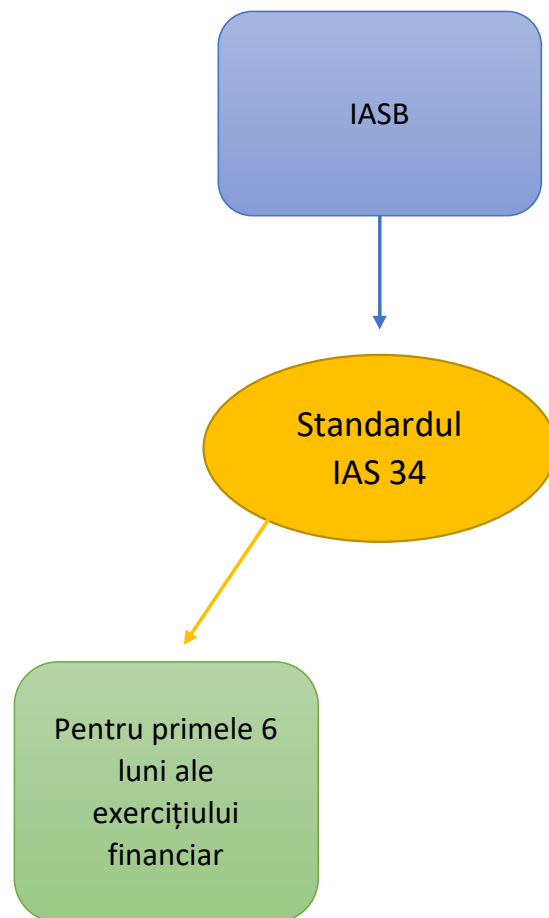 IASB
Standardul
IAS 34
Pentru primele 6
luni ale
exercițiului
financiar